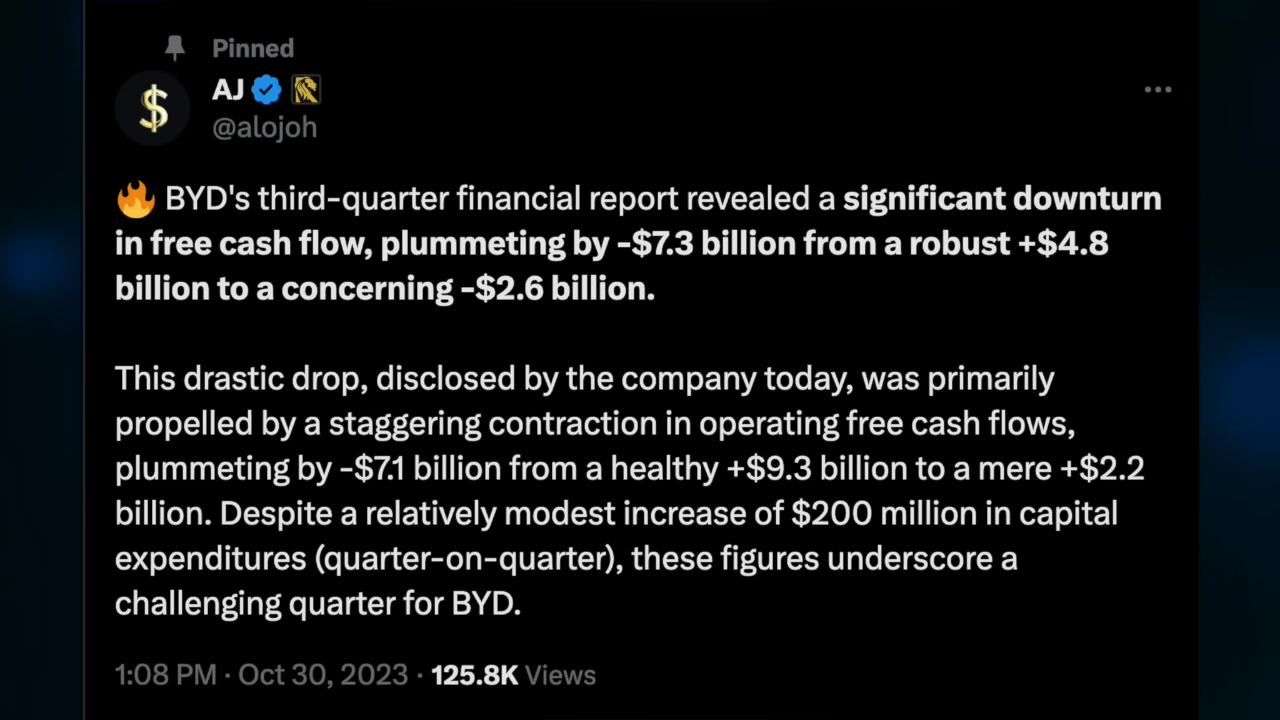 Pinned
AJ
@alojoh
🔥 BYD's third-quarter financial report revealed a significant downturn
in free cash flow, plummeting by -$7.3 billion from a robust +$4.8
billion to a concerning -$2.6 billion.
This drastic drop, disclosed by the company today, was primarily
propelled by a staggering contraction in operating free cash flows,
plummeting by -$7.1 billion from a healthy +$9.3 billion to a mere +$2.2
billion. Despite a relatively modest increase of $200 million in capital
expenditures (quarter-on-quarter), these figures underscore a
challenging quarter for BYD.
1:08 PM · Oct 30, 2023 · 125.8K Views